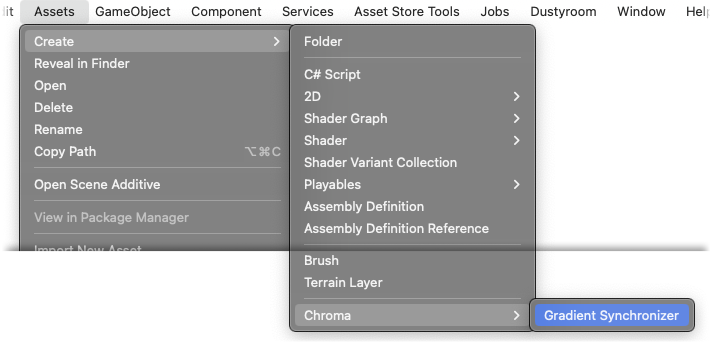 lit Assets GameObject Component Services Asset Store Tools Jobs Dustyroom Window Help
Create
Reveal in Finder
Open
Delete
Rename
Copy Path ⌥⌘C
Open Scene Additive
View in Package Manager
Import New Asset
Folder
C# Script
2D
Shader Graph
Shader
Shader Variant Collection
Playables
Assembly Definition
Assembly Definition Reference
Brush
Terrain Layer
Chroma
Gradient Synchronizer